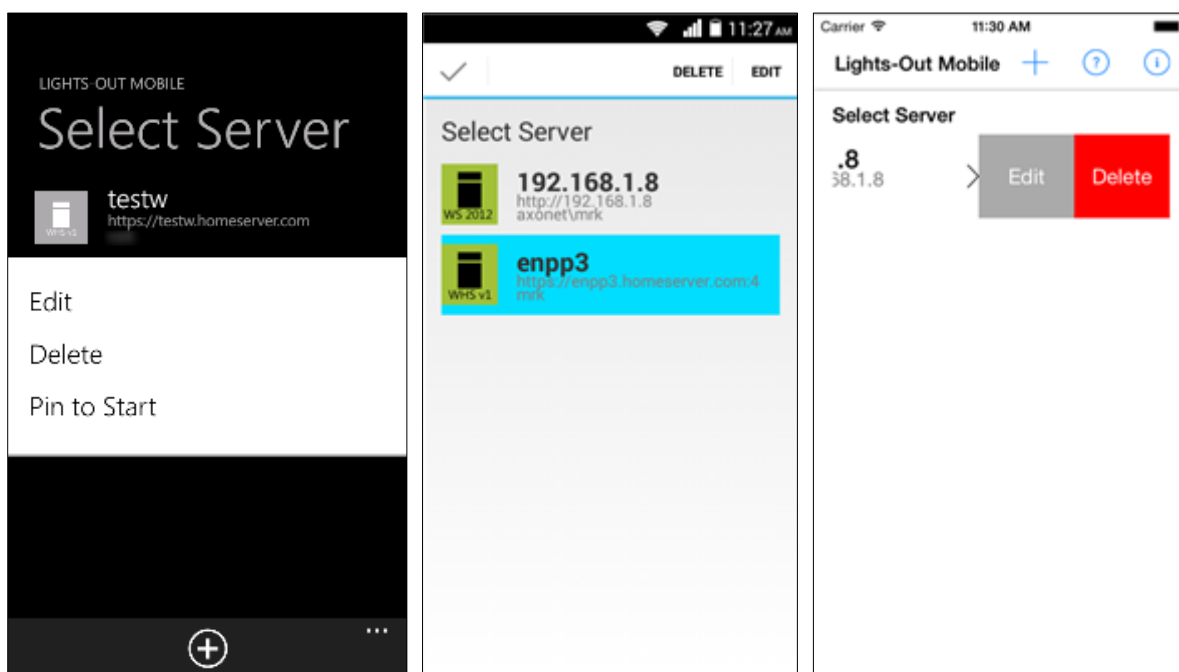 LIGHTS-OUT MOBILE
Select Server
testw
https://testw.homeserver.com
WHS v1
Edit
Delete
Pin to Start
...
11:27 AM
DELETE EDIT
Select Server
192.168.1.8
http://192.168.1.8
axonet\mrk
WS 2012
enpp3
https://enpp3.homeserver.com:4
mrk
WHS v1
Carrier 11:30 AM
Lights-Out Mobile + ? i
Select Server
.8
68.1.8
Edit Delete